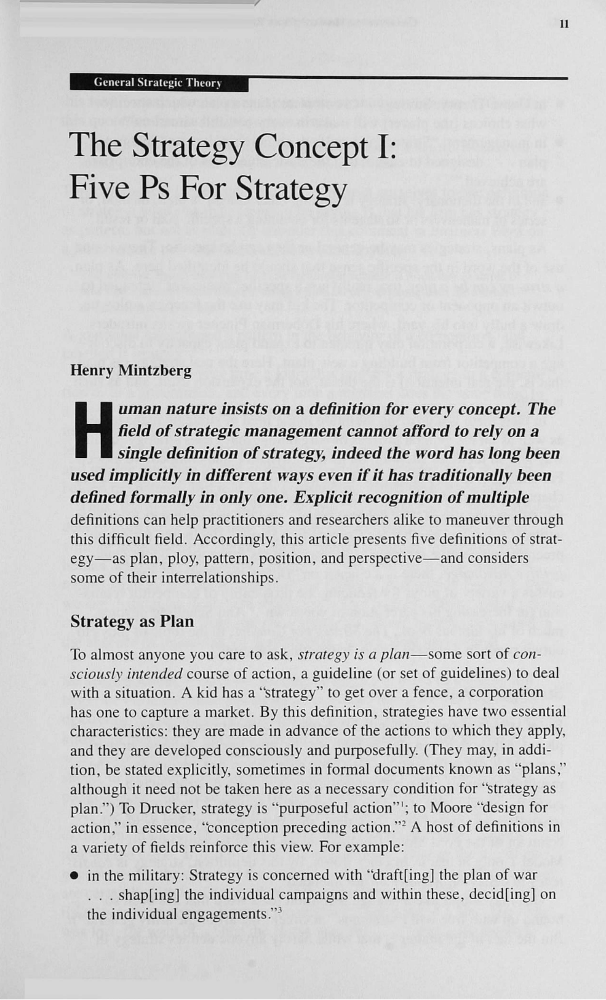 11
General Strategic Theory
The Strategy Concept I:
Five Ps For Strategy
Henry Mintzberg
Human nature insists on a definition for every concept. The
field of strategic management cannot afford to rely on a
single definition of strategy, indeed the word has long been
used implicitly in different ways even if it has traditionally been
defined formally in only one. Explicit recognition of multiple
definitions can help practitioners and researchers alike to maneuver through
this difficult field. Accordingly, this article presents five definitions of strat-
egy—as plan, ploy, pattern, position, and perspective—and considers
some of their interrelationships.
Strategy as Plan
To almost anyone you care to ask, strategy is a plan—some sort of con-
sciously intended course of action, a guideline (or set of guidelines) to deal
with a situation. A kid has a “strategy” to get over a fence, a corporation
has one to capture a market. By this definition, strategies have two essential
characteristics: they are made in advance of the actions to which they apply,
and they are developed consciously and purposefully. (They may, in addi-
tion, be stated explicitly, sometimes in formal documents known as “plans,”
although it need not be taken here as a necessary condition for “strategy as
plan.”) To Drucker, strategy is “purposeful action”¹; to Moore “design for
action,” in essence, “conception preceding action.”² A host of definitions in
a variety of fields reinforce this view. For example:
● in the military: Strategy is concerned with “draft[ing] the plan of war
. . . shap[ing] the individual campaigns and within these, decid[ing] on
the individual engagements.”³